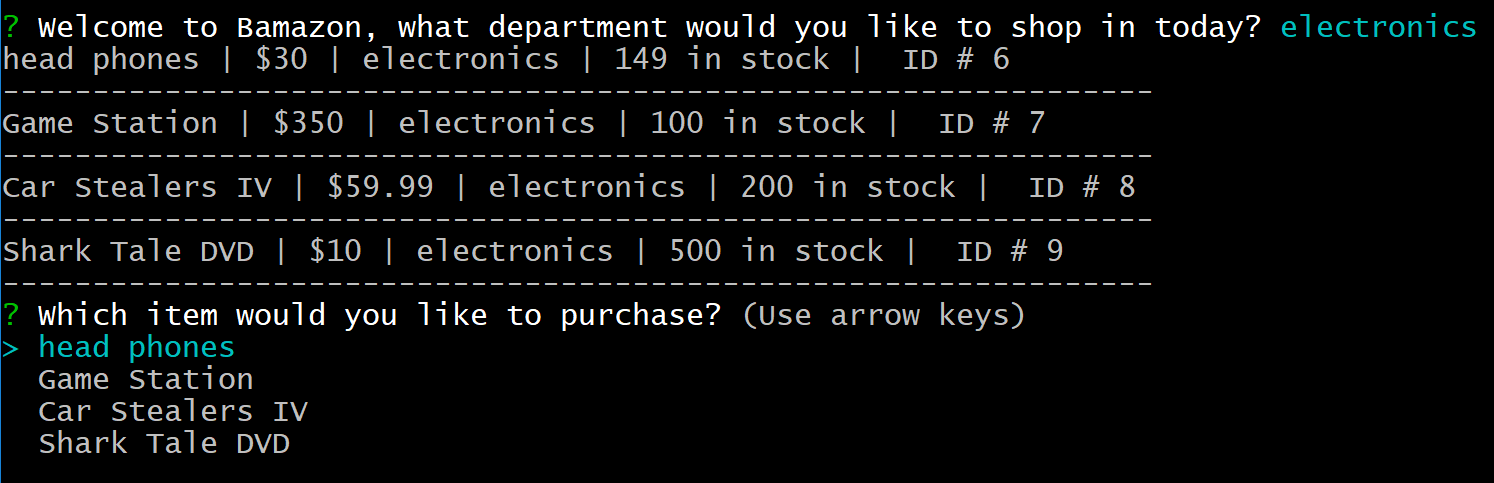 ? Welcome to Bamazon, what department would you like to shop in today? electronics
head phones | $30 | electronics | 149 in stock |  ID # 6
----------------------------------------------------------------
Game Station | $350 | electronics | 100 in stock |  ID # 7
----------------------------------------------------------------
Car Stealers IV | $59.99 | electronics | 200 in stock |  ID # 8
----------------------------------------------------------------
Shark Tale DVD | $10 | electronics | 500 in stock |  ID # 9
----------------------------------------------------------------
? Which item would you like to purchase? (Use arrow keys)
> head phones
  Game Station
  Car Stealers IV
  Shark Tale DVD